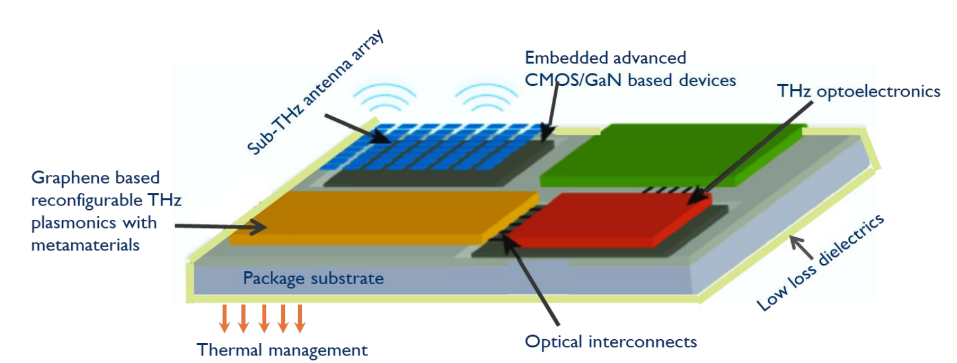 Sub-THz antenna array
Embedded advanced
CMOS/GaN based devices
THz optoelectronics
Graphene based
reconfigurable THz
plasmonics with
metamaterials
Low loss dielectrics
Package substrate
Optical interconnects
Thermal management